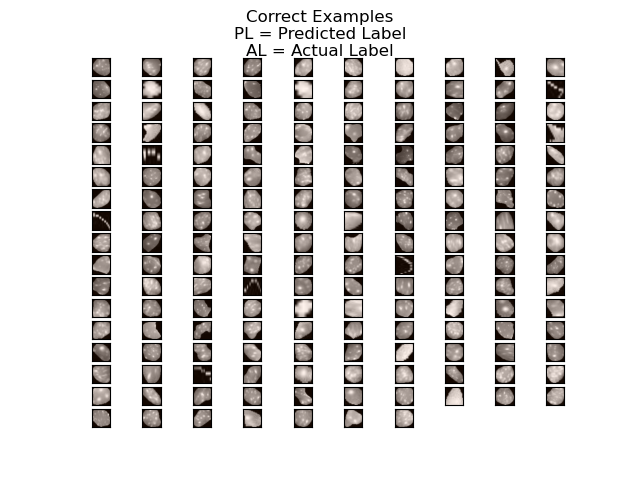 Correct Examples
PL = Predicted Label
AL = Actual Label